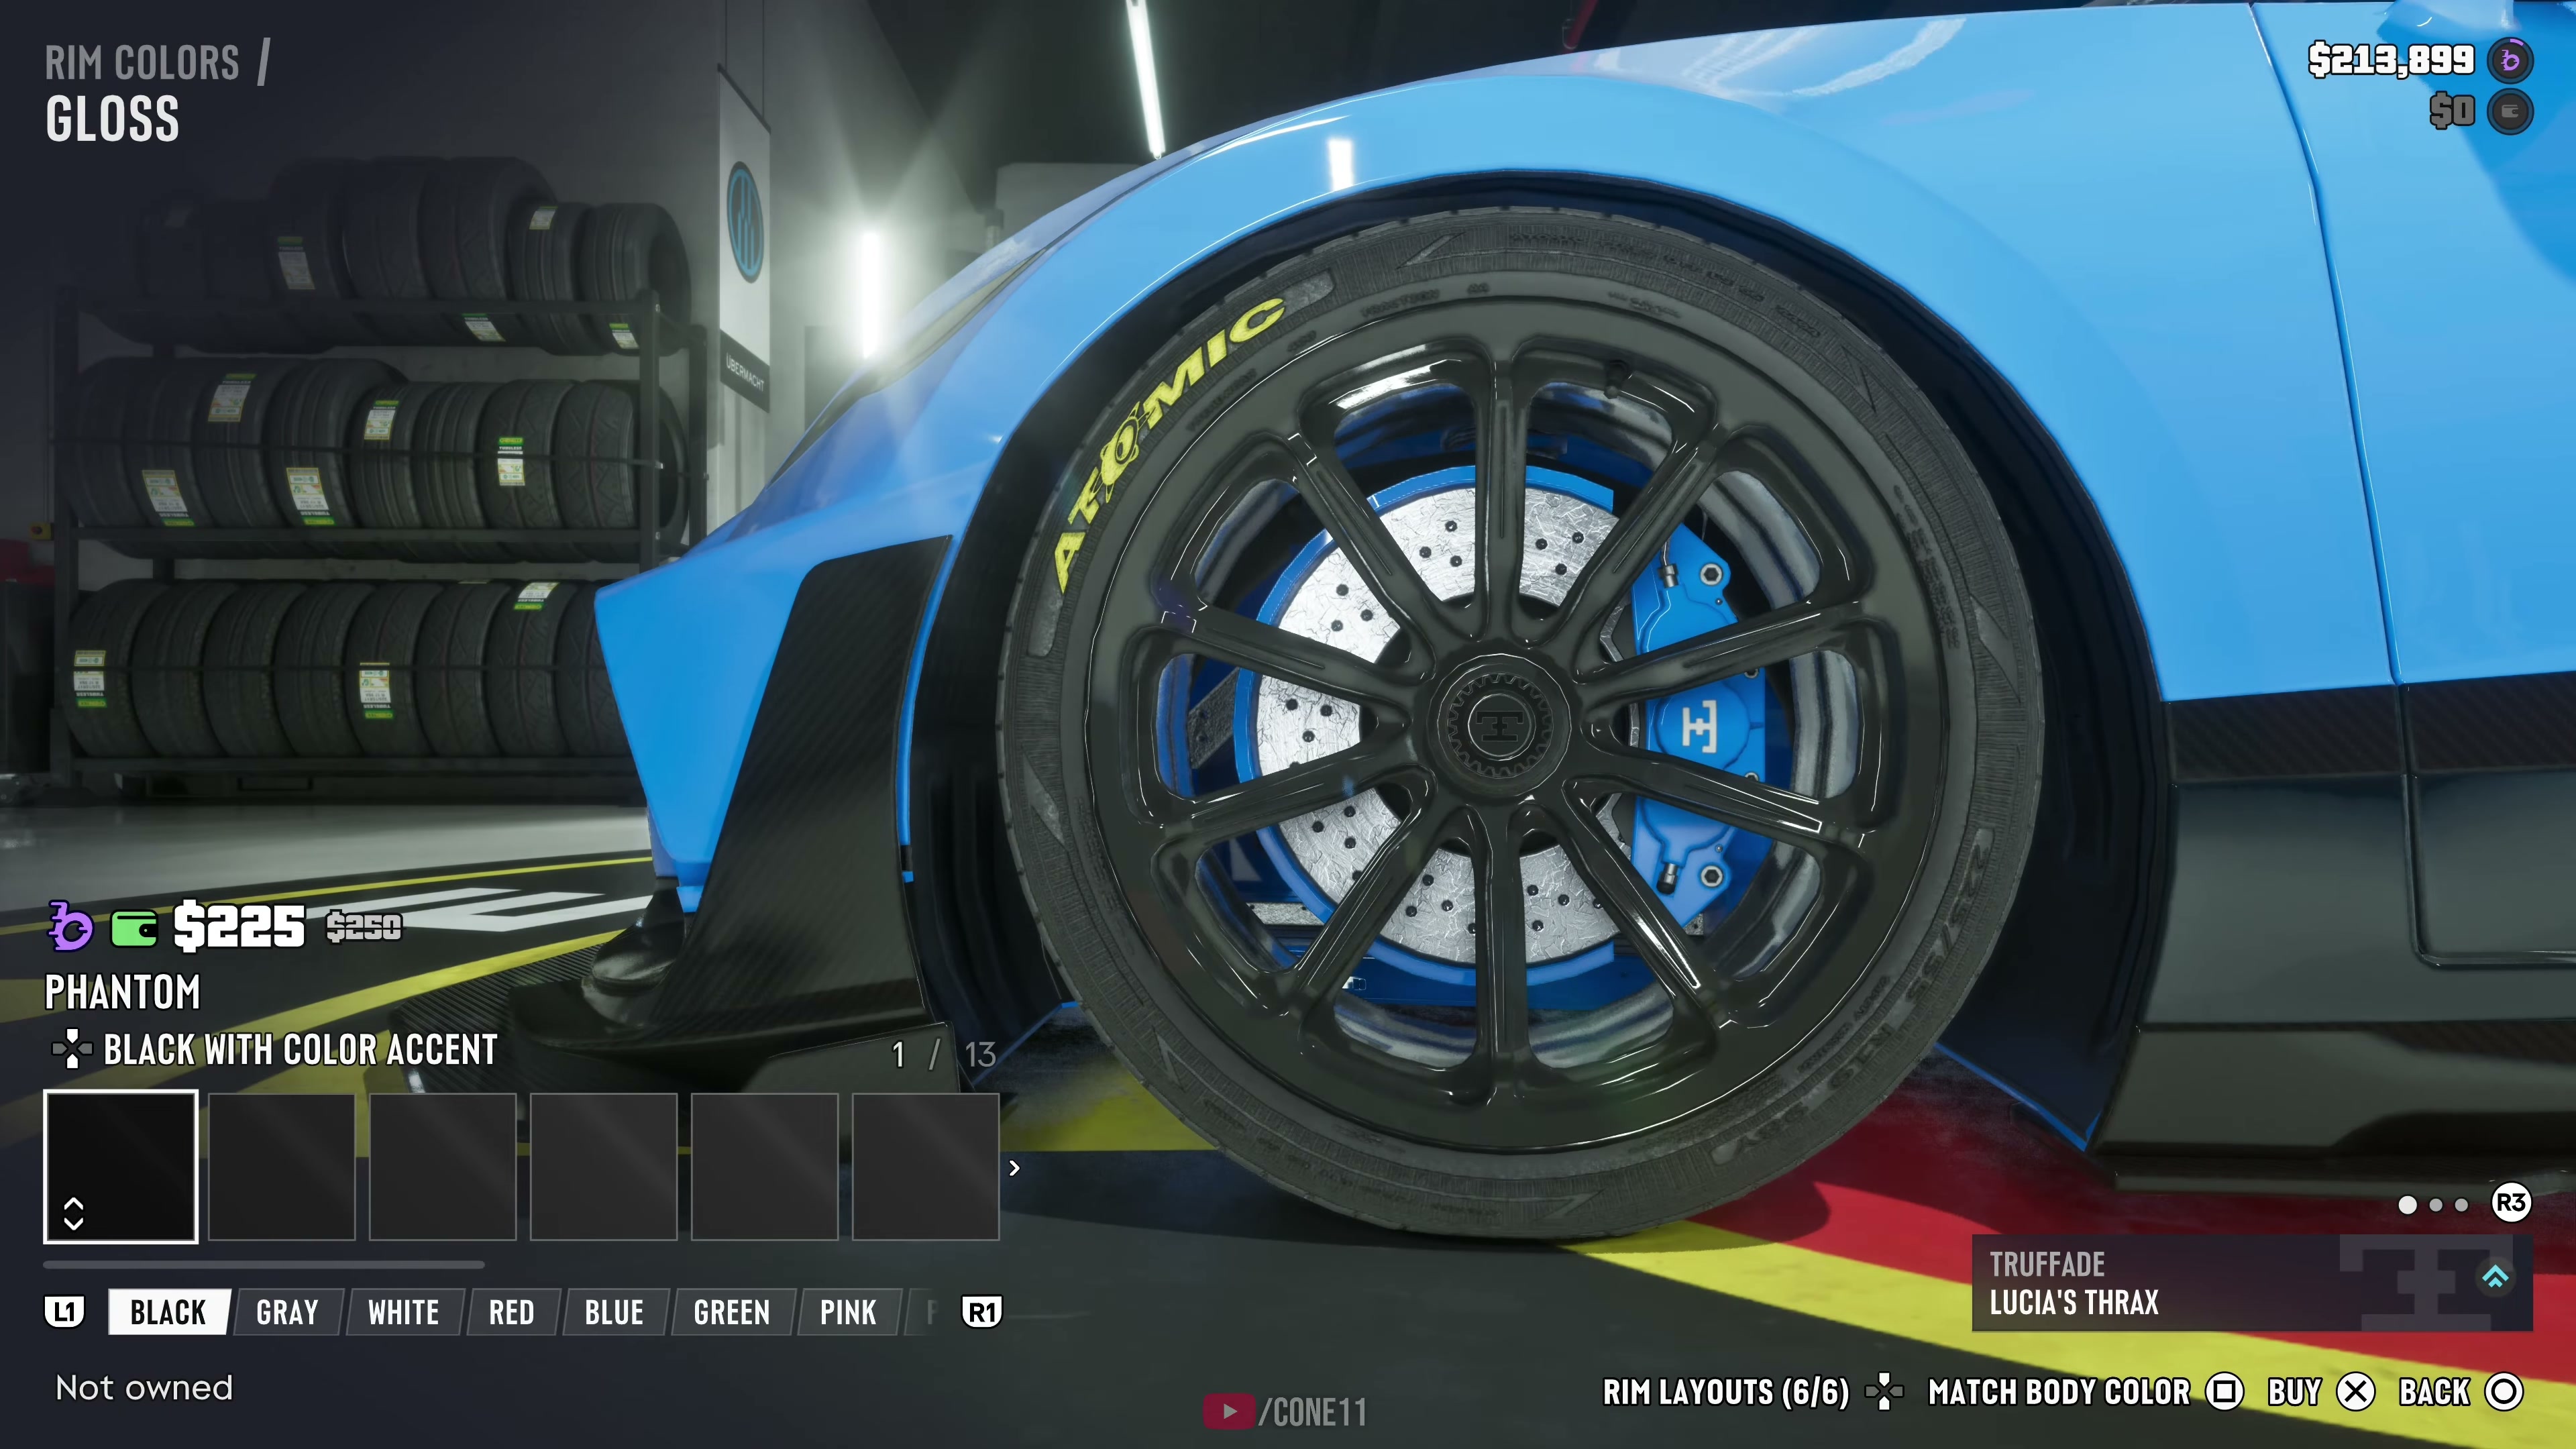 RIM COLORS /
GLOSS
$213,899
$0
ÜBERMACHT
ATOMIC
$225 $250
PHANTOM
BLACK WITH COLOR ACCENT
1 / 13
R3
TRUFFADE
LUCIA'S THRAX
L1 BLACK GRAY WHITE RED BLUE GREEN PINK R1
Not owned
/CONE11
RIM LAYOUTS (6/6) MATCH BODY COLOR BUY BACK